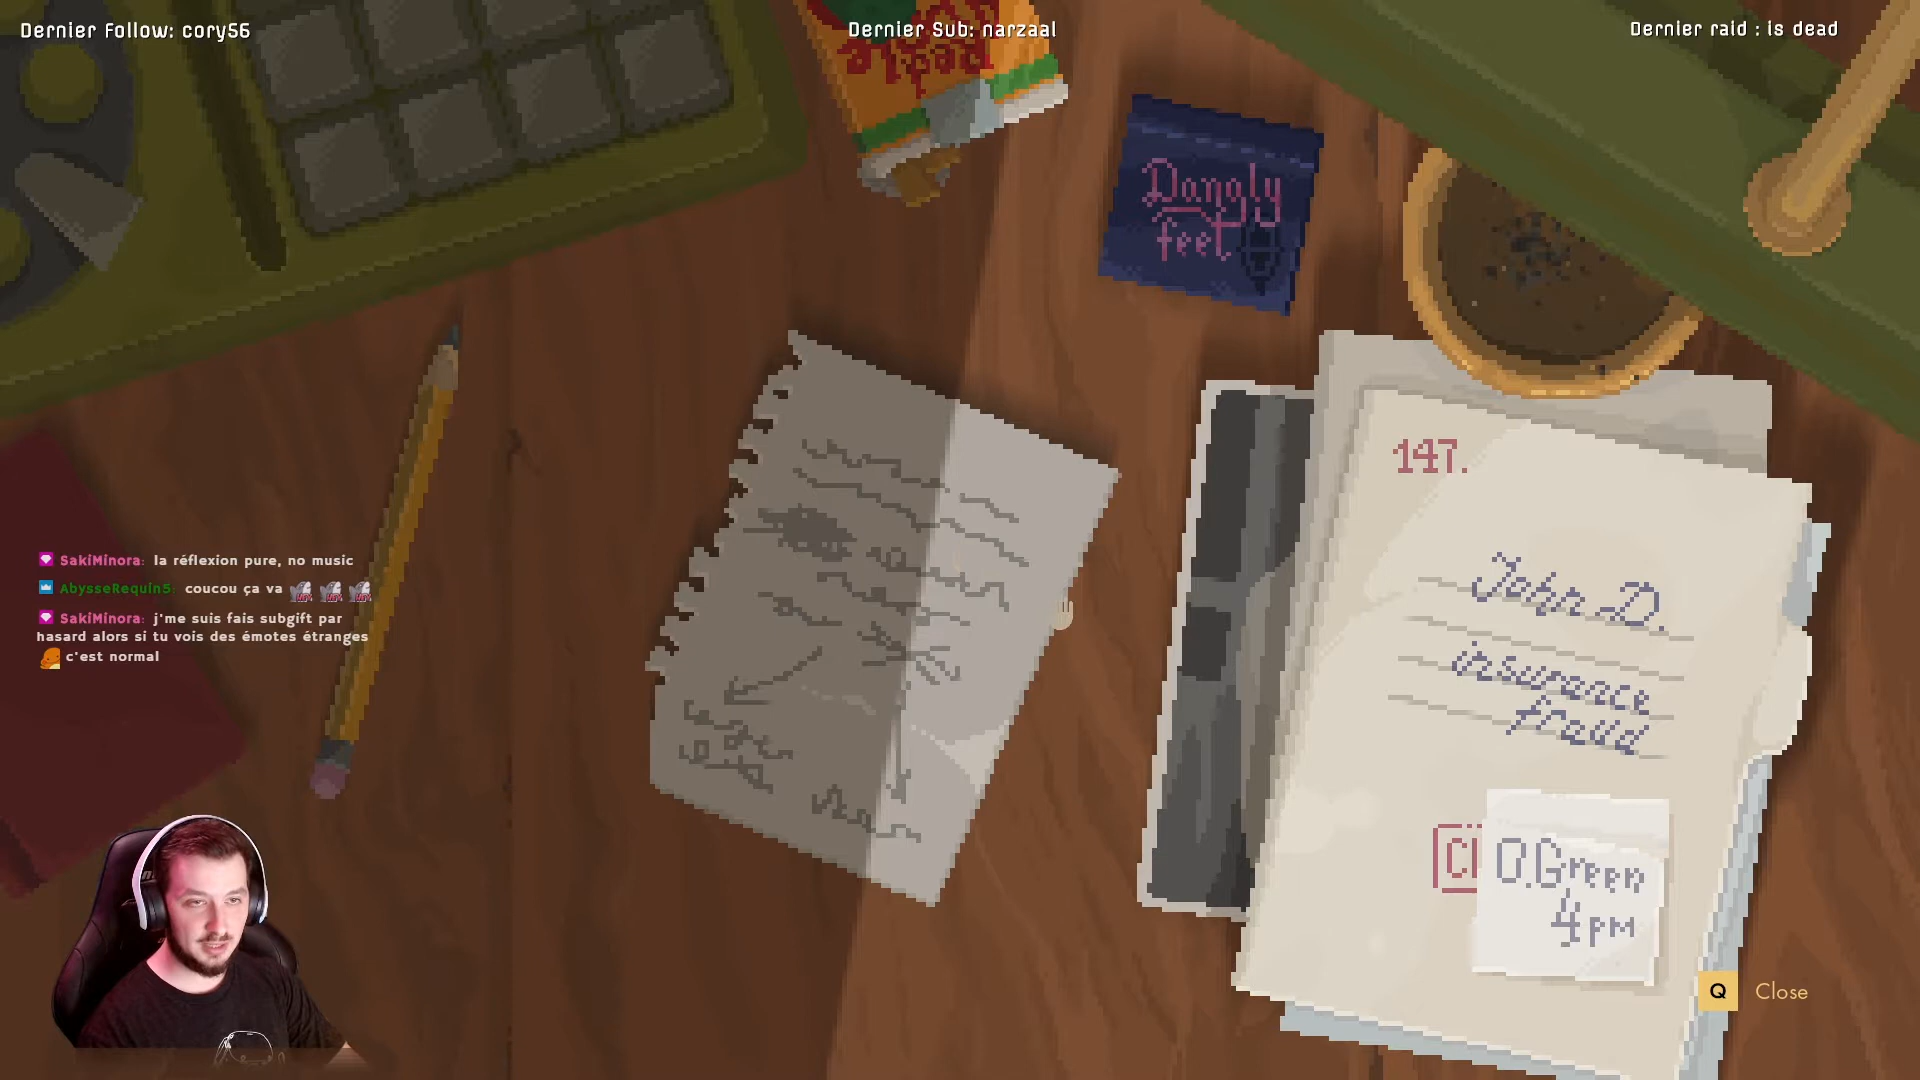 Dernier Follow: cory56
Dernier Sub: narzaal
Dernier raid : is dead
Dangly
feet
147.
John D.
insurance
fraud
D.Green
4pm
SakiMinora: la réflexion pure, no music
AbysseRequin5: coucou ça va
SakiMinora: j'me suis fais subgift par
hasard alors si tu vois des émotes étranges
c'est normal
Q Close